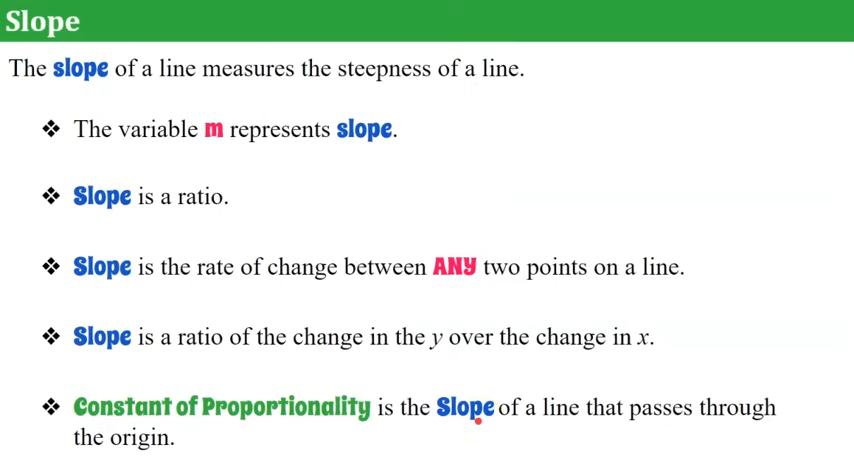 Slope
The slope of a line measures the steepness of a line.
❖ The variable m represents slope.
❖ Slope is a ratio.
❖ Slope is the rate of change between ANY two points on a line.
❖ Slope is a ratio of the change in the y over the change in x.
❖ Constant of Proportionality is the Slope of a line that passes through
the origin.